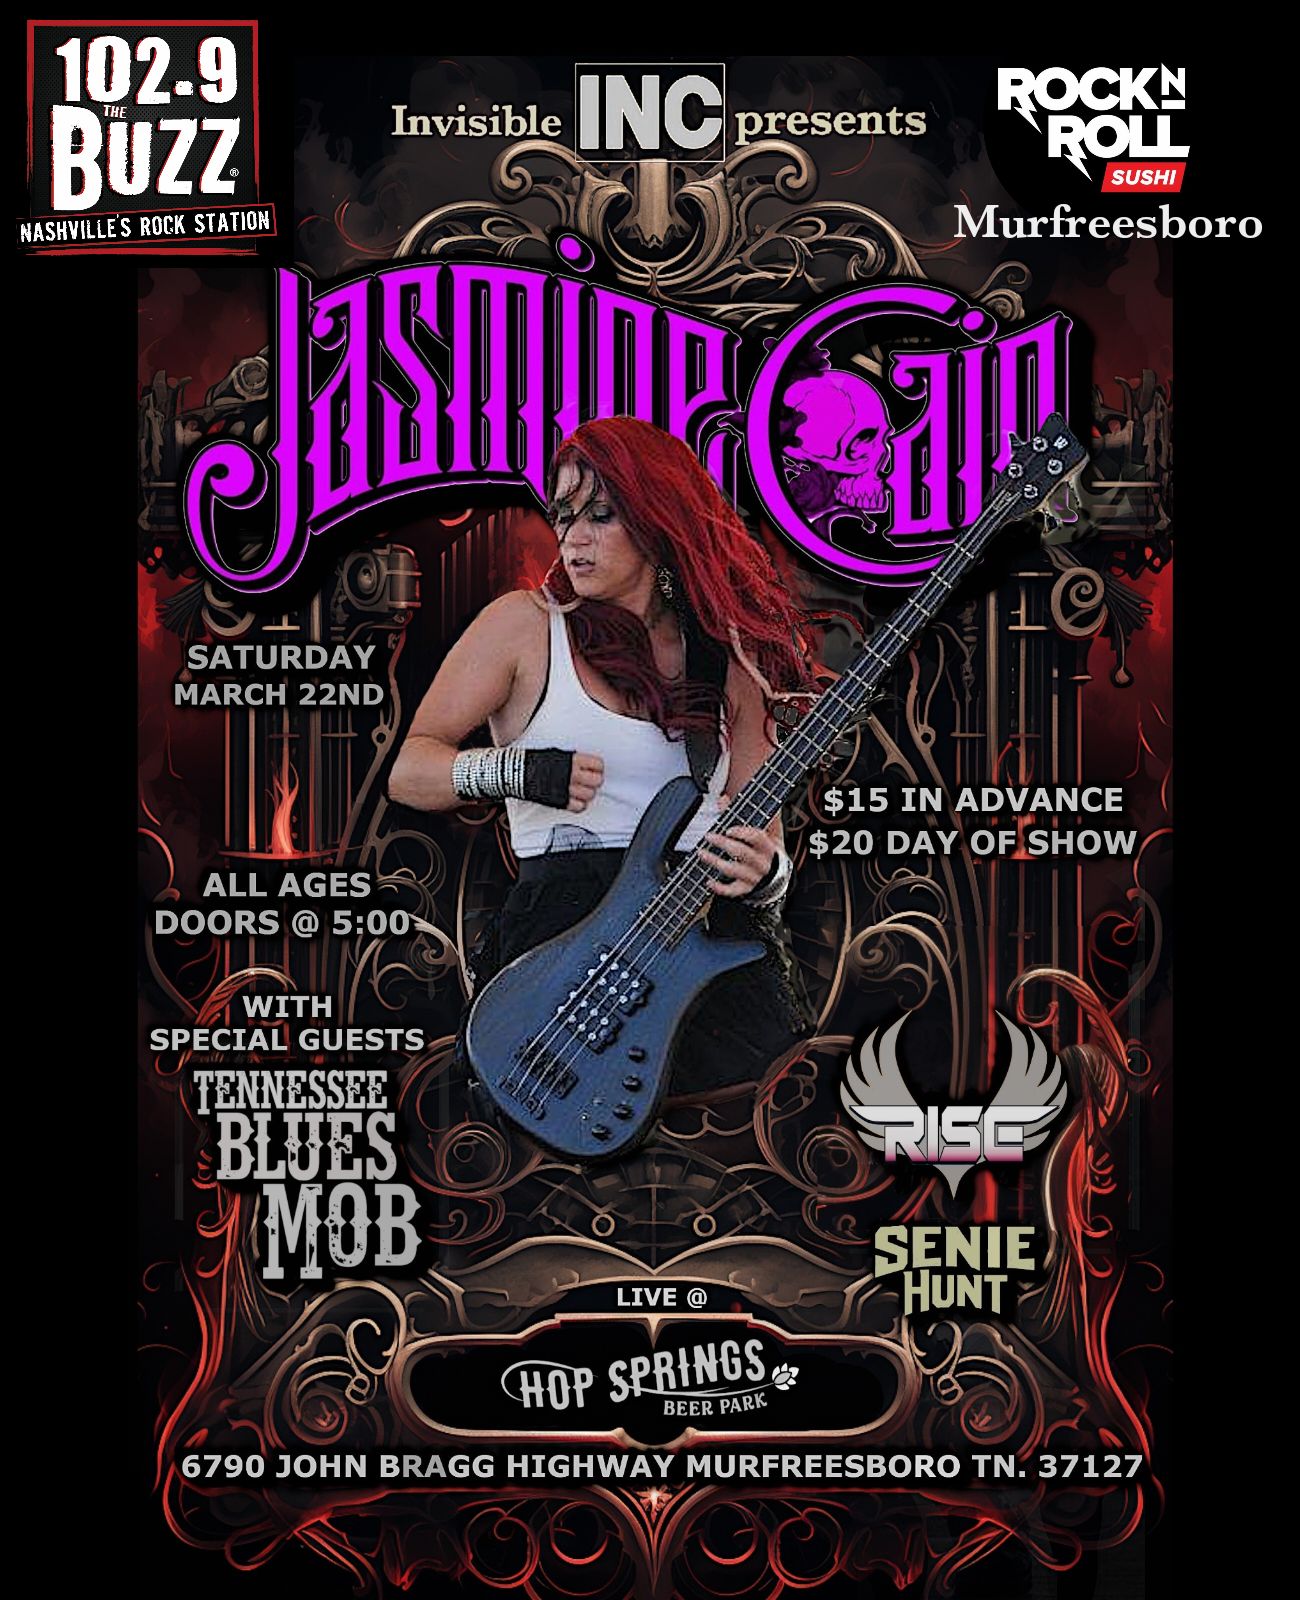 102.9
THE
BUZZ®
NASHVILLE'S ROCK STATION
Invisible INC presents
ROCK N
ROLL
SUSHI
Murfreesboro
Jasmine Cain
SATURDAY
MARCH 22ND
$15 IN ADVANCE
$20 DAY OF SHOW
ALL AGES
DOORS @ 5:00
WITH
SPECIAL GUESTS
TENNESSEE
BLUES
MOB
RISE
SENIE
HUNT
LIVE @
HOP SPRINGS
BEER PARK
6790 JOHN BRAGG HIGHWAY MURFREESBORO TN. 37127